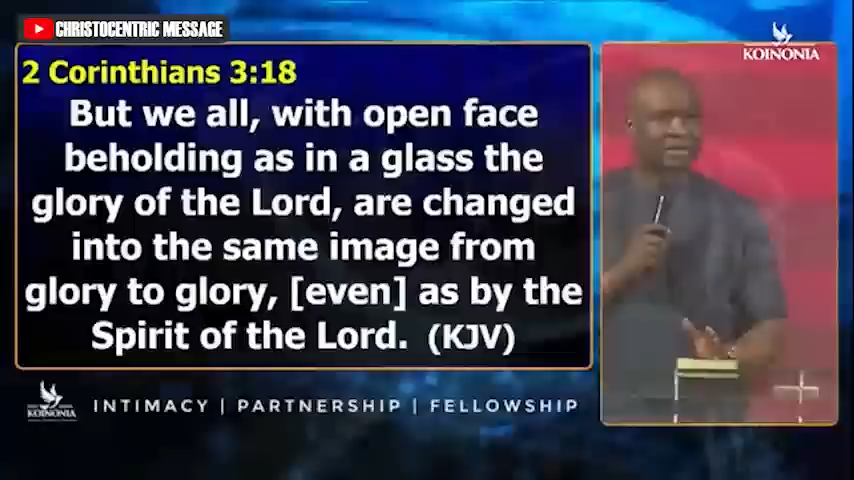 CHRISTOCENTRIC MESSAGE
KOINONIA
2 Corinthians 3:18
But we all, with open face
beholding as in a glass the
glory of the Lord, are changed
into the same image from
glory to glory, [even] as by the
Spirit of the Lord. (KJV)
KOINONIA
INTIMACY | PARTNERSHIP | FELLOWSHIP